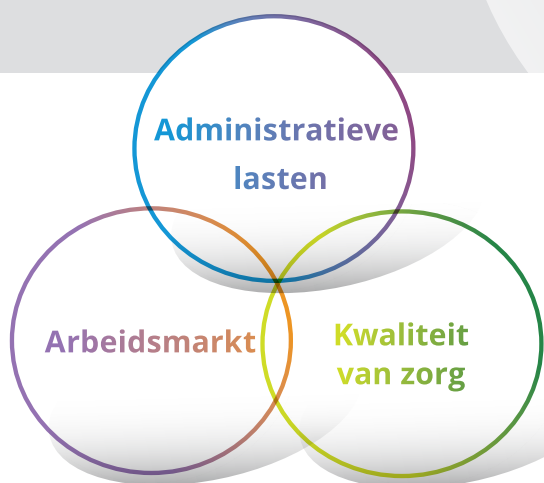 Administratieve
lasten
Arbeidsmarkt
Kwaliteit
van zorg